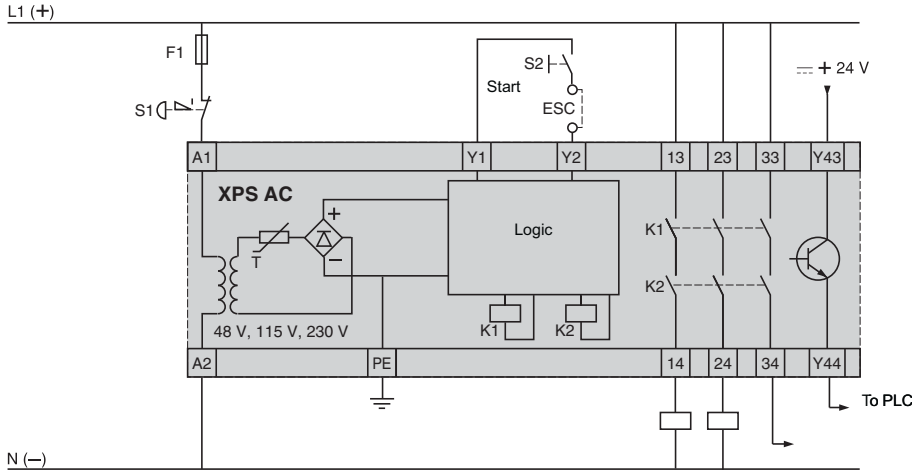 L1 (+)
F1
S2
+ 24 V
Start
S1
ESC
A1
Y1
Y2
13
23
33
Y43
XPS AC
+
Logic
K1
T
−
K2
48 V, 115 V, 230 V
K1
K2
A2
PE
14
24
34
Y44
To PLC
N (−)